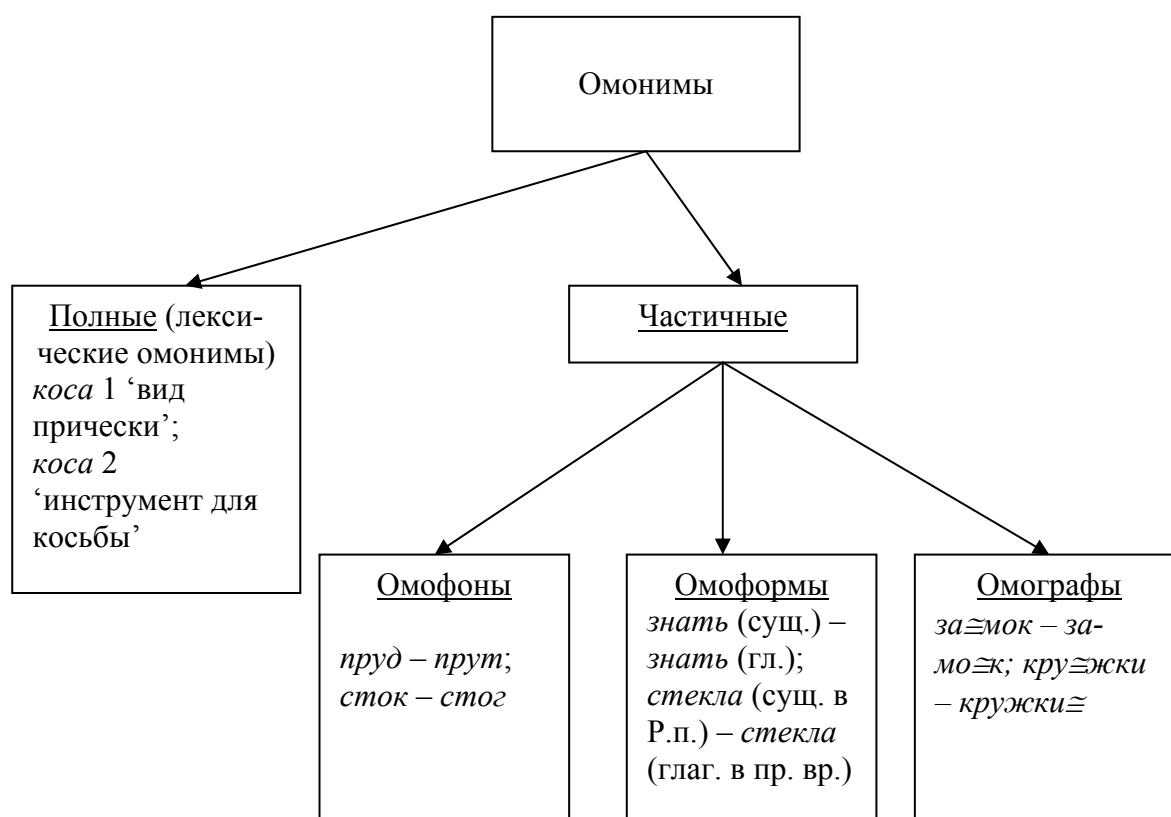 Омонимы
Полные (лекси-
ческие омонимы)
коса 1 ‘вид
прически’;
коса 2
‘инструмент для
косьбы’
Частичные
Омофоны
пруд – прут;
сток – стог
Омоформы
знать (сущ.) –
знать (гл.);
стекла (сущ. в
Р.п.) – стекла
(глаг. в пр. вр.)
Омографы
за≅мок – за-
мо≅к; кру≅жки
– кружки≅